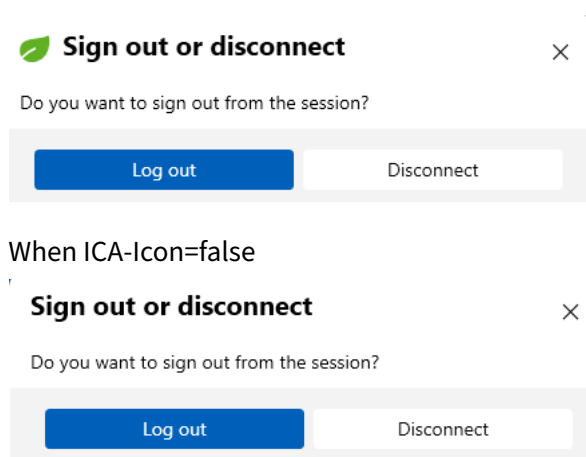 Sign out or disconnect
Do you want to sign out from the session?
Log out Disconnect
When ICA-Icon=false
Sign out or disconnect
Do you want to sign out from the session?
Log out Disconnect